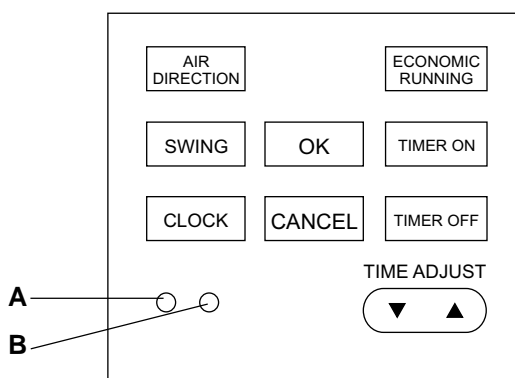 AIR
DIRECTION
ECONOMIC
RUNNING
SWING
OK
TIMER ON
CLOCK
CANCEL
TIMER OFF
TIME ADJUST
▼ ▲
A
B